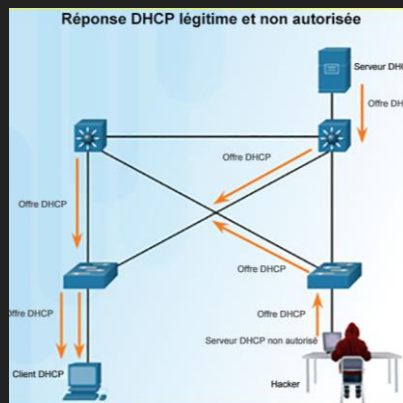 Réponse DHCP légitime et non autorisée
Serveur DHC
Offre DH
Offre DHCP
Offre DHCP
Offre DHCP
Offre DHCP
Offre DHCP
Serveur DHCP non autorisé
Client DHCP
Hacker